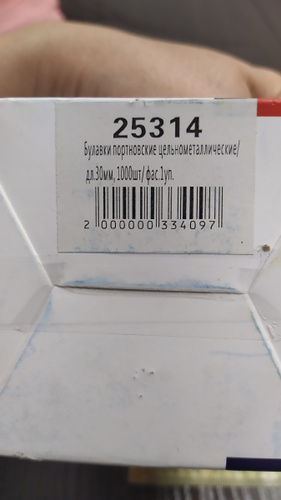 25314
Булавки портновские цельнометаллические/
дл.30мм, 1000шт/ фас.1уп.
2 000000 334097